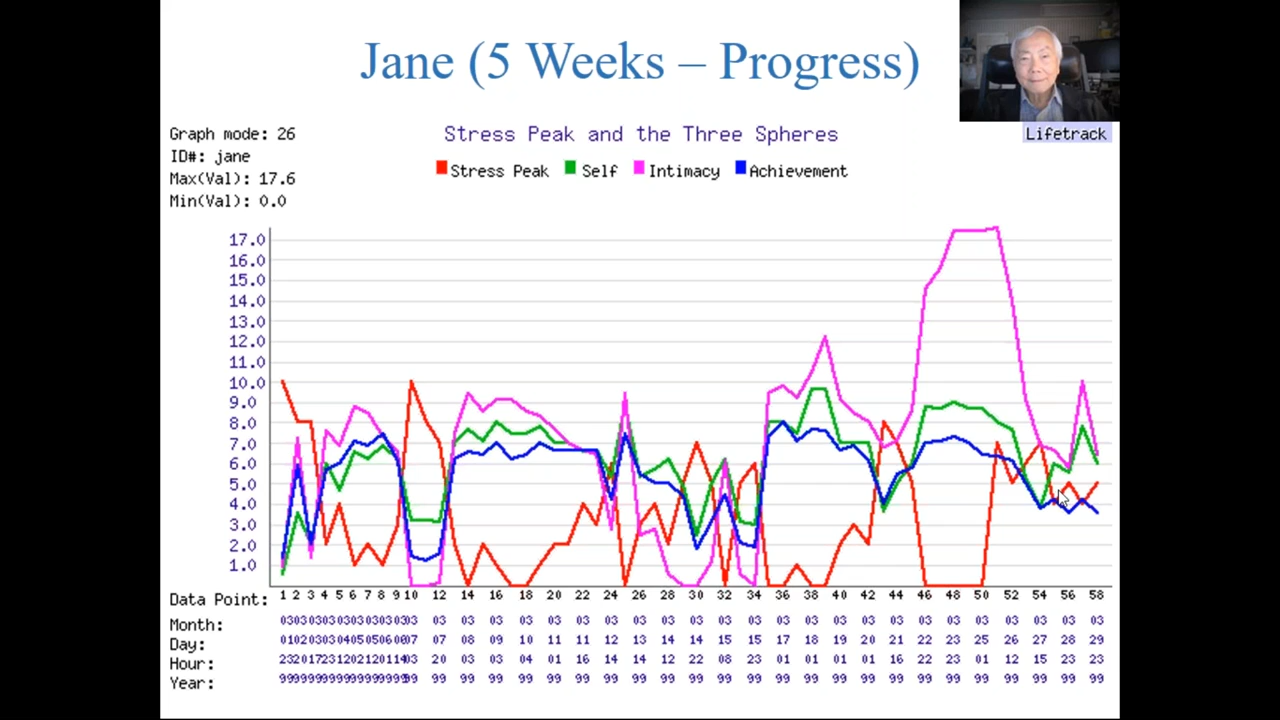 Jane (5 Weeks – Progress)
Graph mode: 26
Stress Peak and the Three Spheres
Lifetrack
ID#: jane
Stress Peak Self Intimacy Achievement
Max(Val): 17.6
Min(Val): 0.0
17.0
16.0
15.0
14.0
13.0
12.0
11.0
10.0
9.0
8.0
7.0
6.0
5.0
4.0
3.0
2.0
1.0
Data Point: 1 2 3 4 5 6 7 8 9 10 12 14 16 18 20 22 24 26 28 30 32 34 36 38 40 42 44 46 48 50 52 54 56 58
Month: 03 03 03 03 03 03 03 03 03 03 03 03 03 03 03 03 03 03 03 03 03 03 03 03 03
Day: 07 07 08 09 10 11 11 12 13 14 14 15 15 17 18 19 20 21 22 23 25 26 27 28 29
Hour: 03 20 03 03 04 01 16 14 14 12 22 08 23 01 01 01 01 16 22 23 01 12 15 23 23
Year: 99 99 99 99 99 99 99 99 99 99 99 99 99 99 99 99 99 99 99 99 99 99 99 99 99